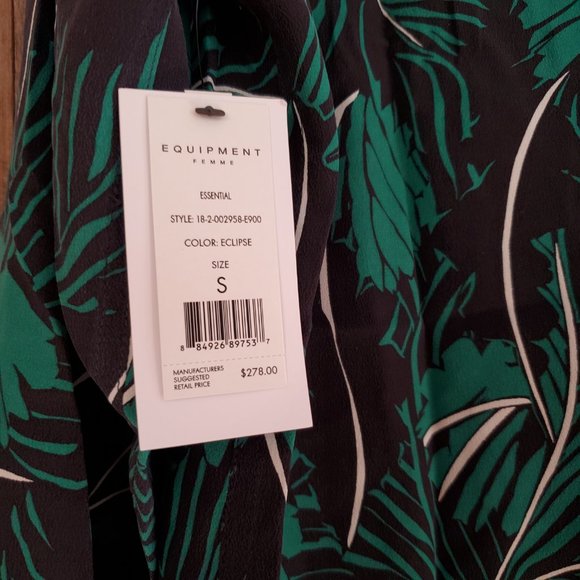 EQUIPMENT
FEMME
ESSENTIAL
STYLE: 18-2-002958-E900
COLOR: ECLIPSE
SIZE
S
8 84926 89753 7
MANUFACTURERS
SUGGESTED $278.00
RETAIL PRICE